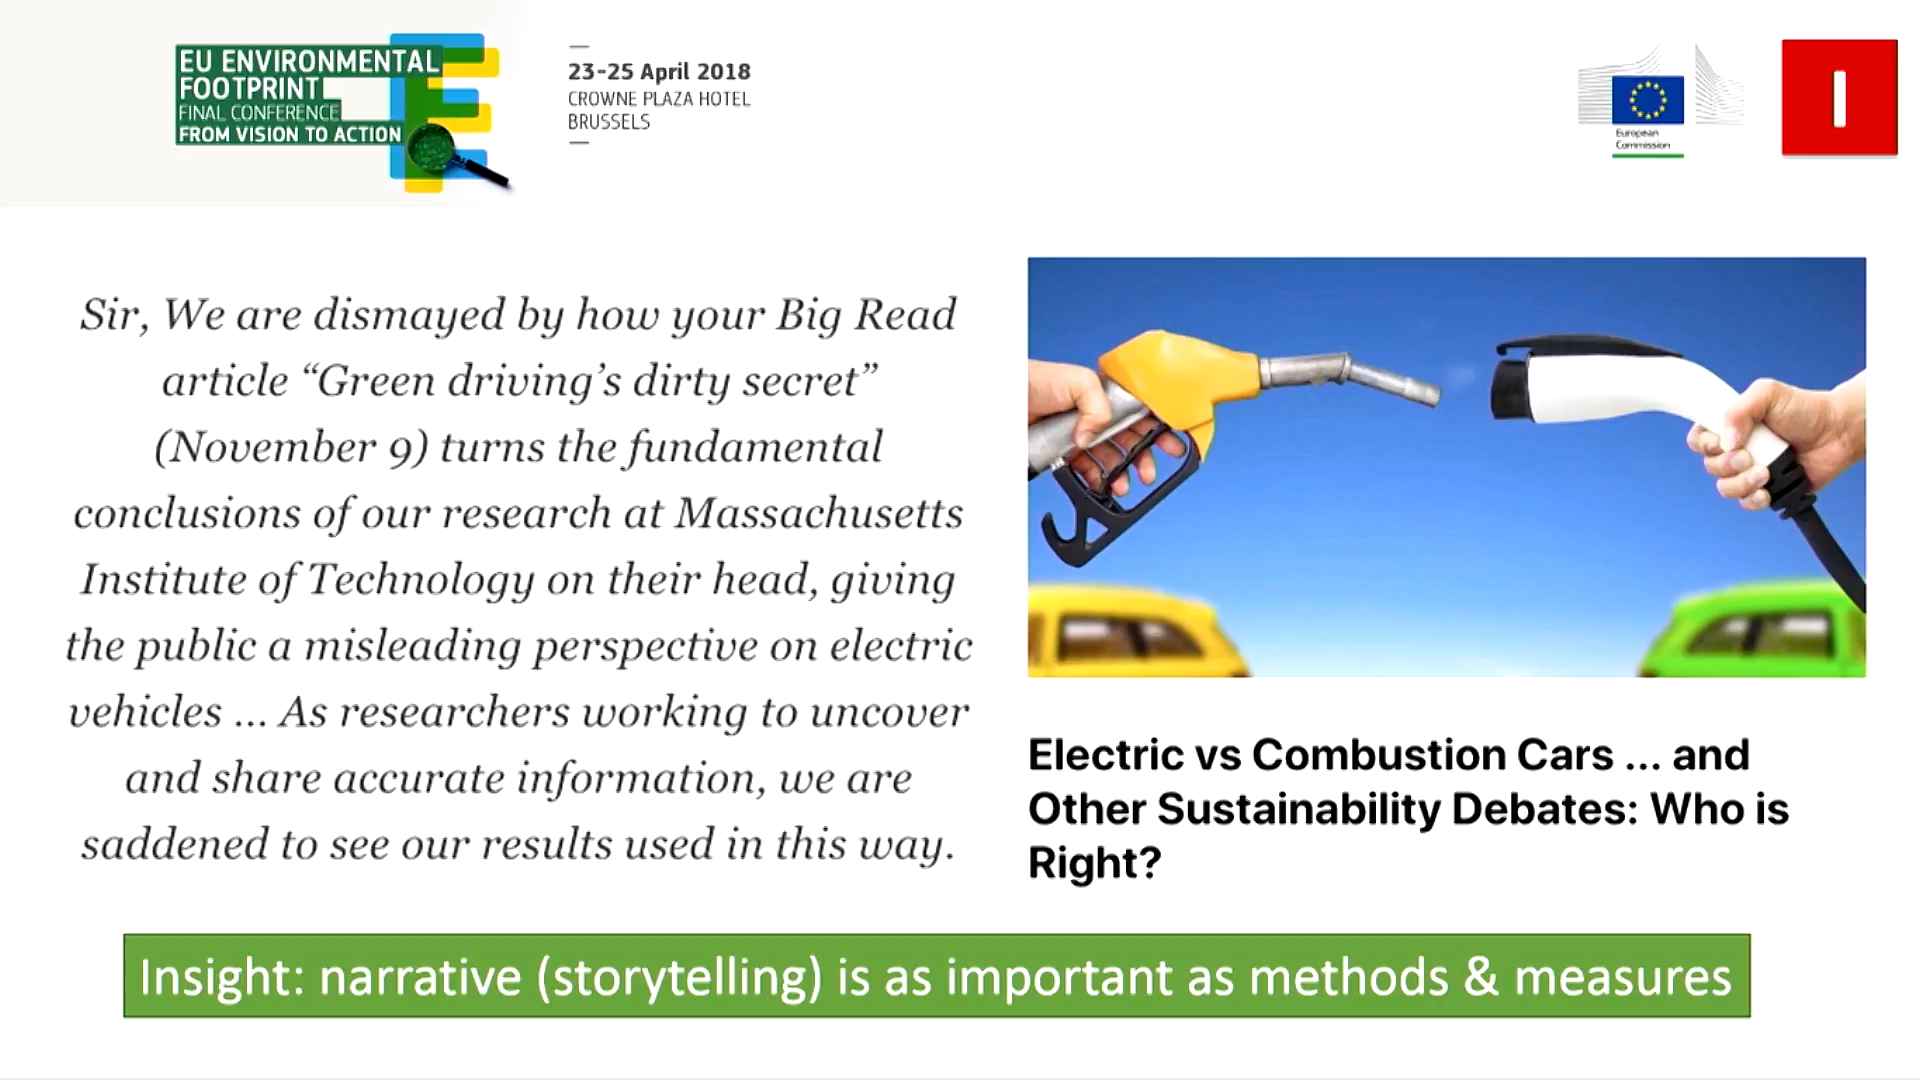 EU ENVIRONMENTAL
FOOTPRINT
FINAL CONFERENCE
FROM VISION TO ACTION
23-25 April 2018
CROWNE PLAZA HOTEL
BRUSSELS
European
Commission
I
Sir, We are dismayed by how your Big Read
article “Green driving’s dirty secret”
(November 9) turns the fundamental
conclusions of our research at Massachusetts
Institute of Technology on their head, giving
the public a misleading perspective on electric
vehicles ... As researchers working to uncover
and share accurate information, we are
saddened to see our results used in this way.
Electric vs Combustion Cars ... and
Other Sustainability Debates: Who is
Right?
Insight: narrative (storytelling) is as important as methods & measures